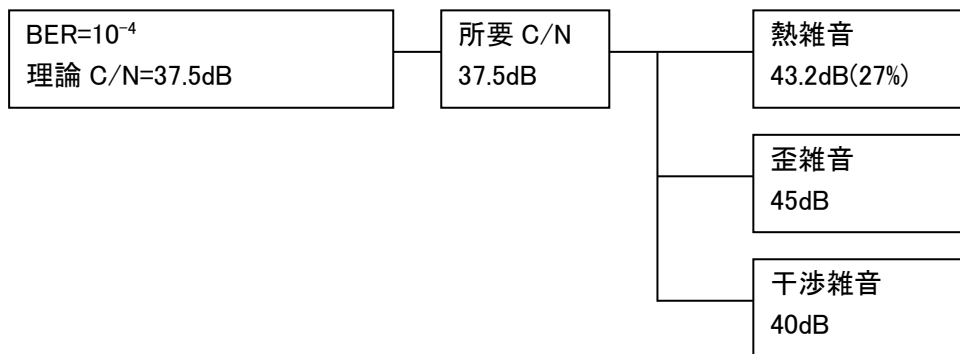 BER=10⁻⁴
理論 C/N=37.5dB
所要 C/N
37.5dB
熱雑音
43.2dB(27%)
歪雑音
45dB
干渉雑音
40dB